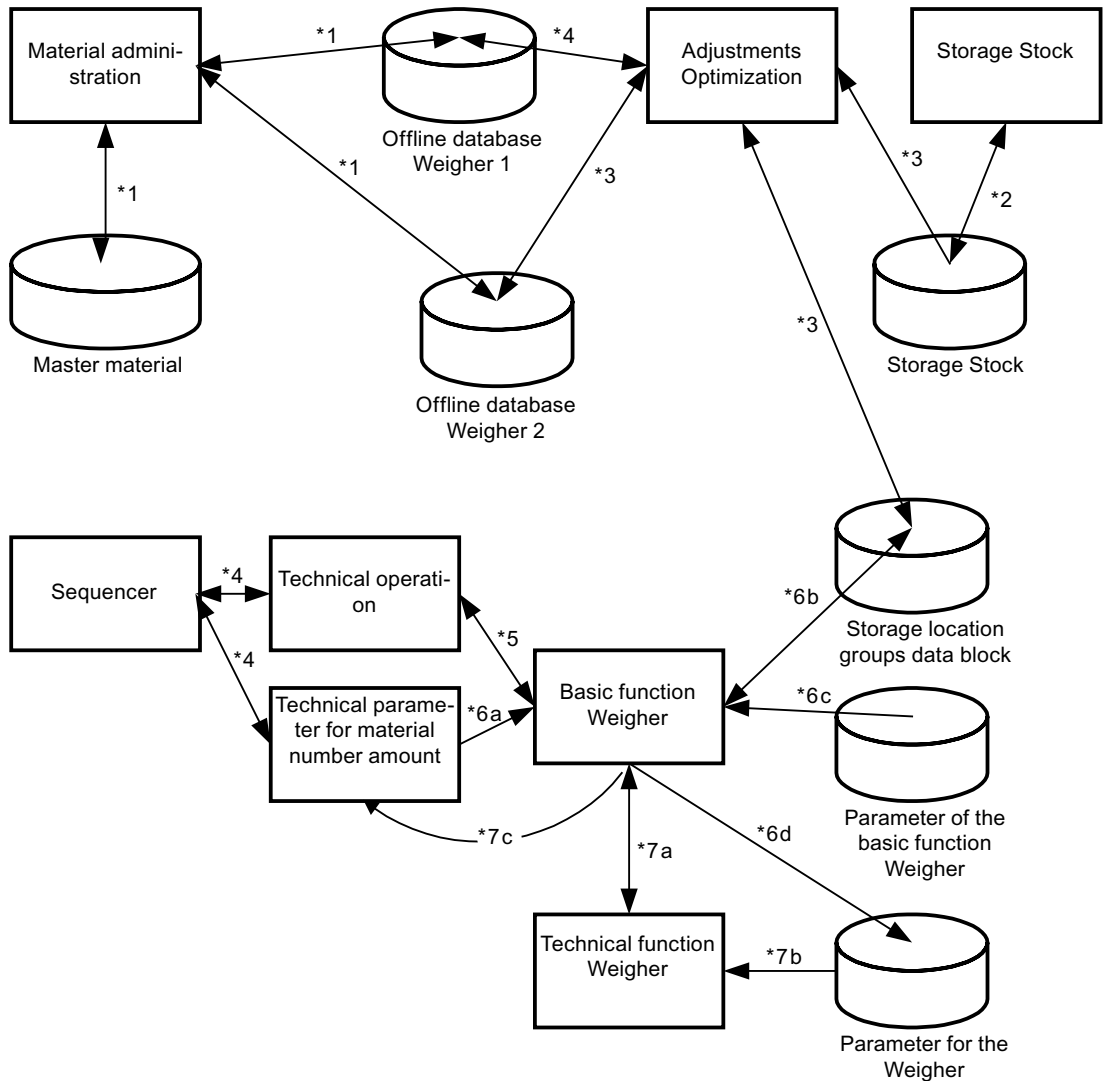 Material admini-
stration
*1
*4
Adjustments
Optimization
Storage Stock
Offline database
Weigher 1
*1
*1
*3
*3
*2
Master material
Offline database
Weigher 2
*3
Storage Stock
Sequencer
*4
Technical operati-
on
*4
*5
*6b
Storage location
groups data block
Technical parame-
ter for material
number amount
*6a
Basic function
Weigher
*6c
*7c
*7a
*6d
Parameter of the
basic function
Weigher
Technical function
Weigher
*7b
Parameter for the
Weigher